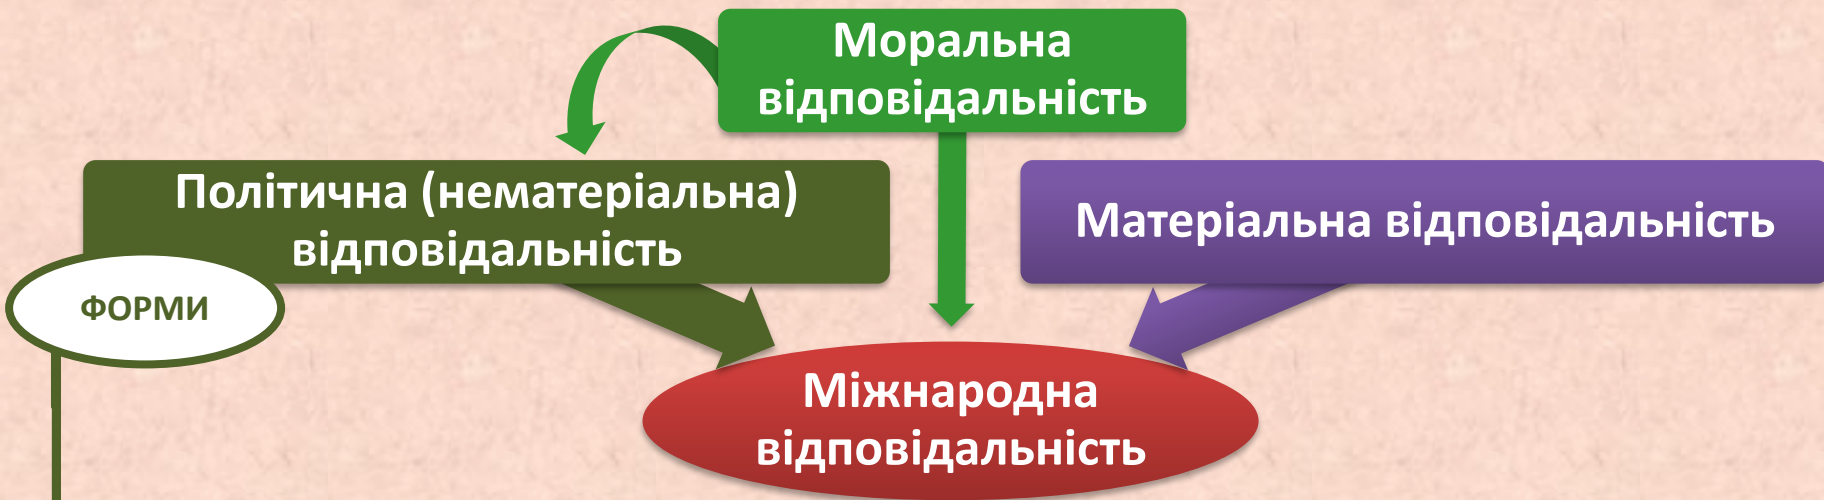 Моральна
відповідальність
Політична (нематеріальна)
відповідальність
Матеріальна відповідальність
ФОРМИ
Міжнародна
відповідальність